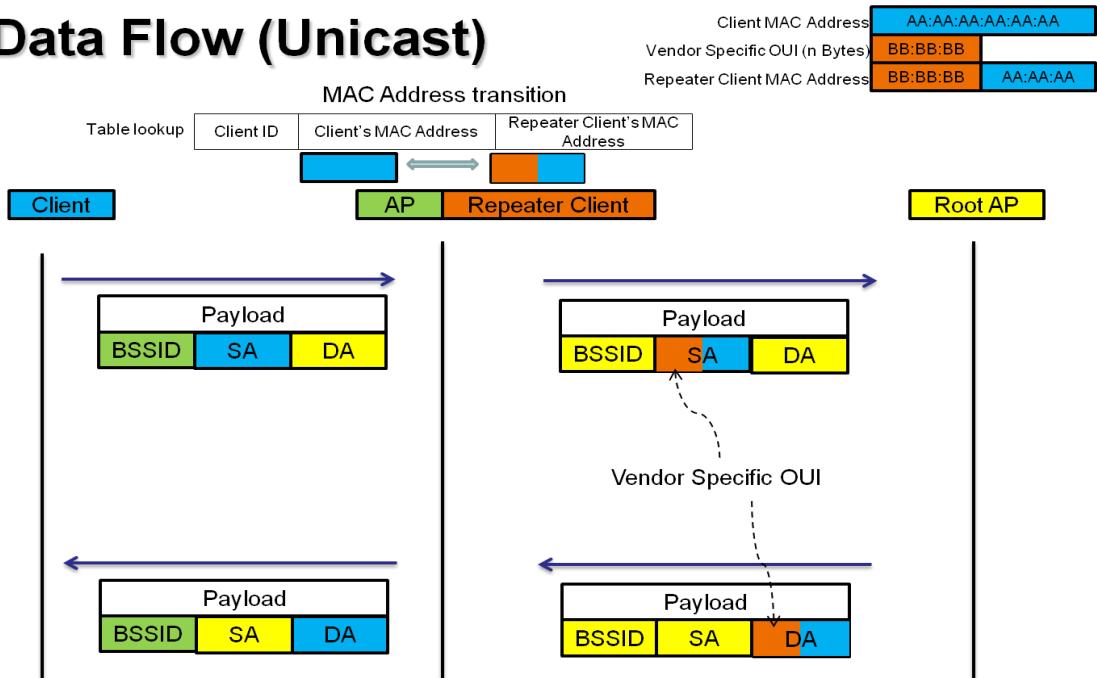 Data Flow (Unicast)
Client MAC Address AA:AA:AA:AA:AA:AA
Vendor Specific OUI (n Bytes) BB:BB:BB
Repeater Client MAC Address BB:BB:BB AA:AA:AA
MAC Address transition
Table lookup Client ID Client's MAC Address Repeater Client's MAC
Address
Client AP Repeater Client Root AP
Payload
BSSID SA DA
Payload
BSSID SA DA
Vendor Specific OUI
Payload
BSSID SA DA
Payload
BSSID SA DA